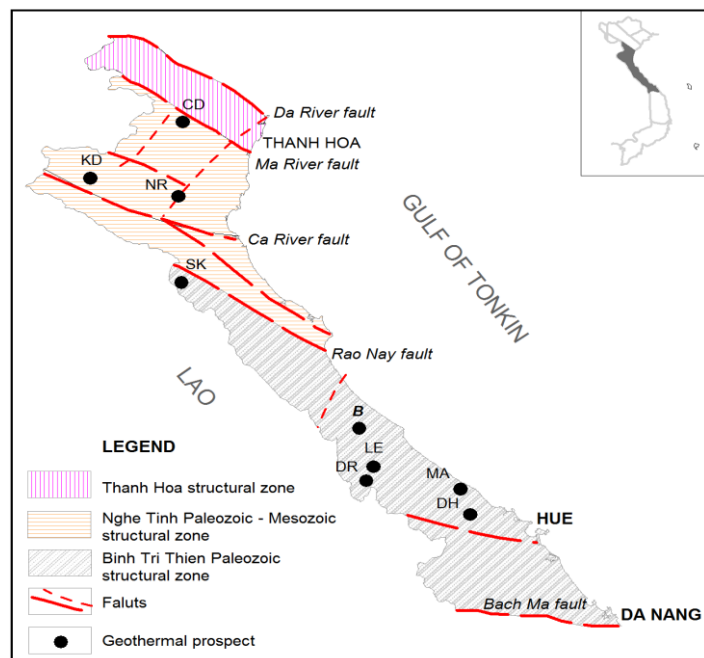 CD
Da River fault
THANH HOA
Ma River fault
KD
NR
GULF OF TONKIN
Ca River fault
SK
Rao Nay fault
LAO
B
LE
DR
MA
DH
HUE
Bach Ma fault
DA NANG
LEGEND
Thanh Hoa structural zone
Nghe Tinh Paleozoic - Mesozoic
structural zone
Binh Tri Thien Paleozoic
structural zone
Faluts
Geothermal prospect